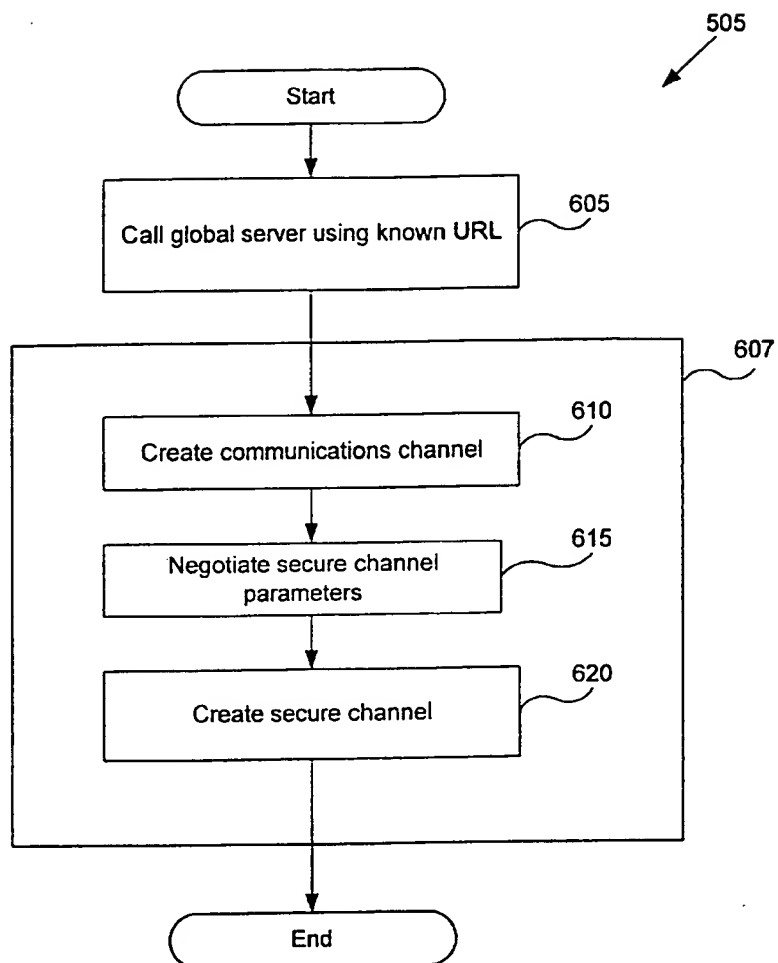 505
Start
605
Call global server using known URL
607
610
Create communications channel
615
Negotiate secure channel
parameters
620
Create secure channel
End